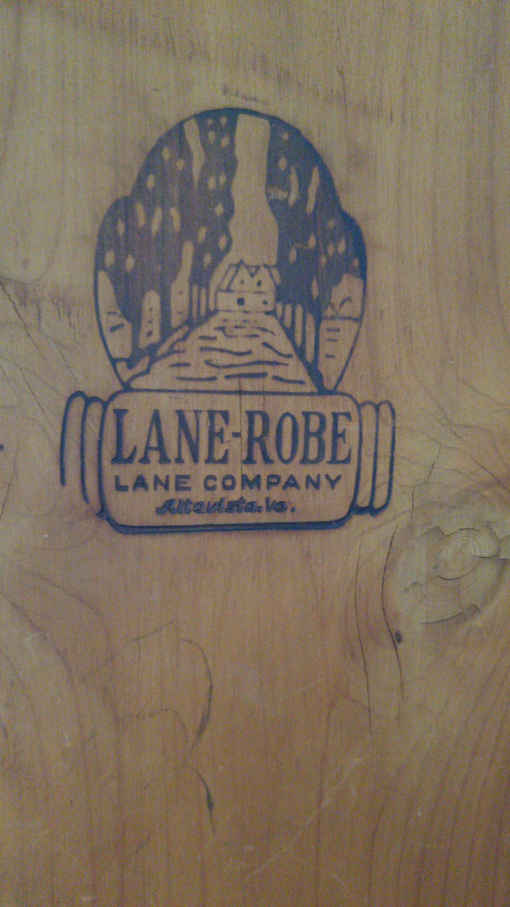 LANE-ROBE
LANE COMPANY
Altavista, Va.